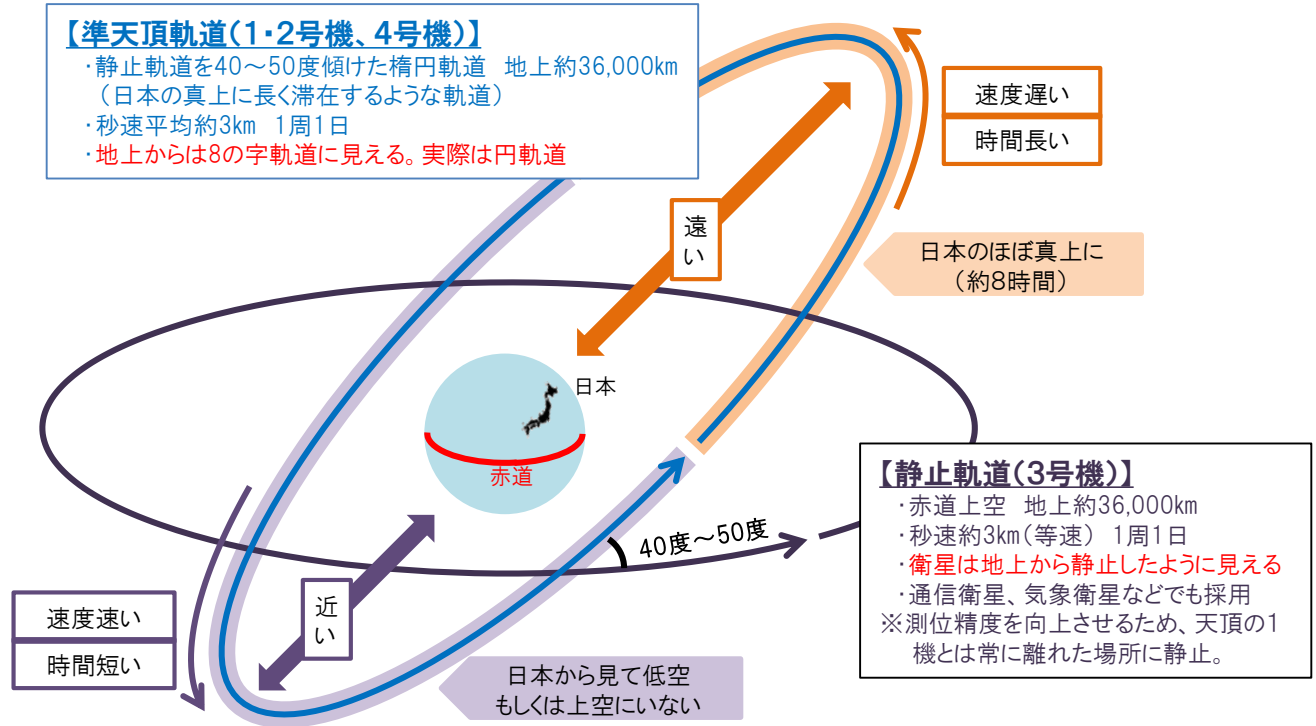 【準天頂軌道(1・2号機、4号機)】
・静止軌道を40～50度傾けた楕円軌道　地上約36,000km
（日本の真上に長く滞在するような軌道）
・秒速平均約3km　1周1日
・地上からは8の字軌道に見える。実際は円軌道
速度遅い
時間長い
遠
い
日本のほぼ真上に
（約8時間）
日本
赤道
【静止軌道(3号機)】
・赤道上空　地上約36,000km
・秒速約3km(等速)　1周1日
・衛星は地上から静止したように見える
・通信衛星、気象衛星などでも採用
※測位精度を向上させるため、天頂の1
機とは常に離れた場所に静止。
40度～50度
近
い
速度速い
時間短い
日本から見て低空
もしくは上空にいない